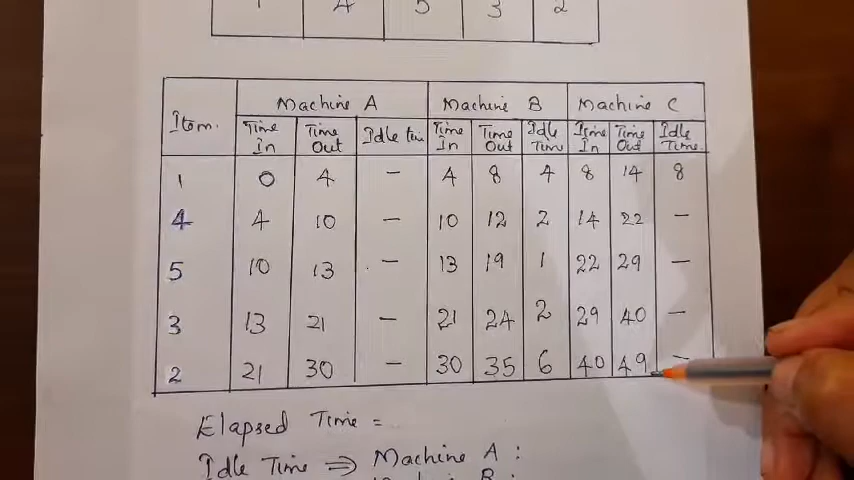 1 4 5 3 2
Item. Machine A Machine B Machine C
Time In Time Out Idle Tim Time In Time Out Idle Time Time In Time Out Idle Time
1 0 4 - 4 8 4 8 14 8
4 4 10 - 10 12 2 14 22 -
5 10 13 - 13 19 1 22 29 -
3 13 21 - 21 24 2 29 40 -
2 21 30 - 30 35 6 40 49 -
Elapsed Time =
Idle Time ⇒ Machine A :